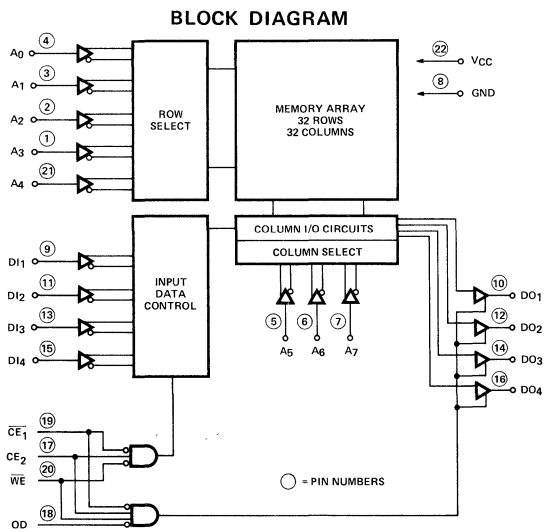 BLOCK DIAGRAM
4
A0
3
A1
2
A2
1
A3
21
A4
ROW
SELECT
MEMORY ARRAY
32 ROWS
32 COLUMNS
22
VCC
8
GND
COLUMN I/O CIRCUITS
COLUMN SELECT
9
DI1
11
DI2
13
DI3
15
DI4
INPUT
DATA
CONTROL
5
6
7
A5
A6
A7
10
DO1
12
DO2
14
DO3
16
DO4
19
CE1
17
CE2
20
WE
18
OD
= PIN NUMBERS